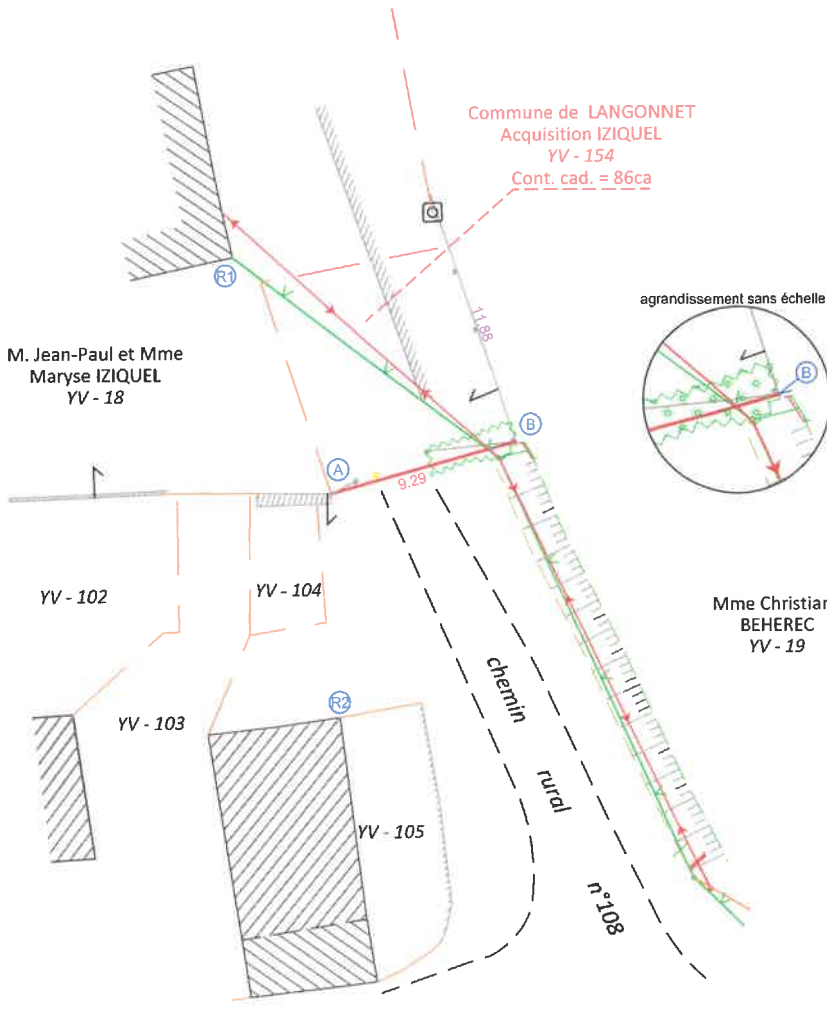 Commune de LANGONNET
Acquisition IZIQUEL
YV - 154
Cont. cad. = 86ca
R1
11.88
agrandissement sans échelle
B
M. Jean-Paul et Mme
Maryse IZIQUEL
YV - 18
A
B
9.29
YV - 102
YV - 104
Mme Christian
BEHEREC
YV - 19
YV - 103
R2
YV - 105
chemin
rural
n°108